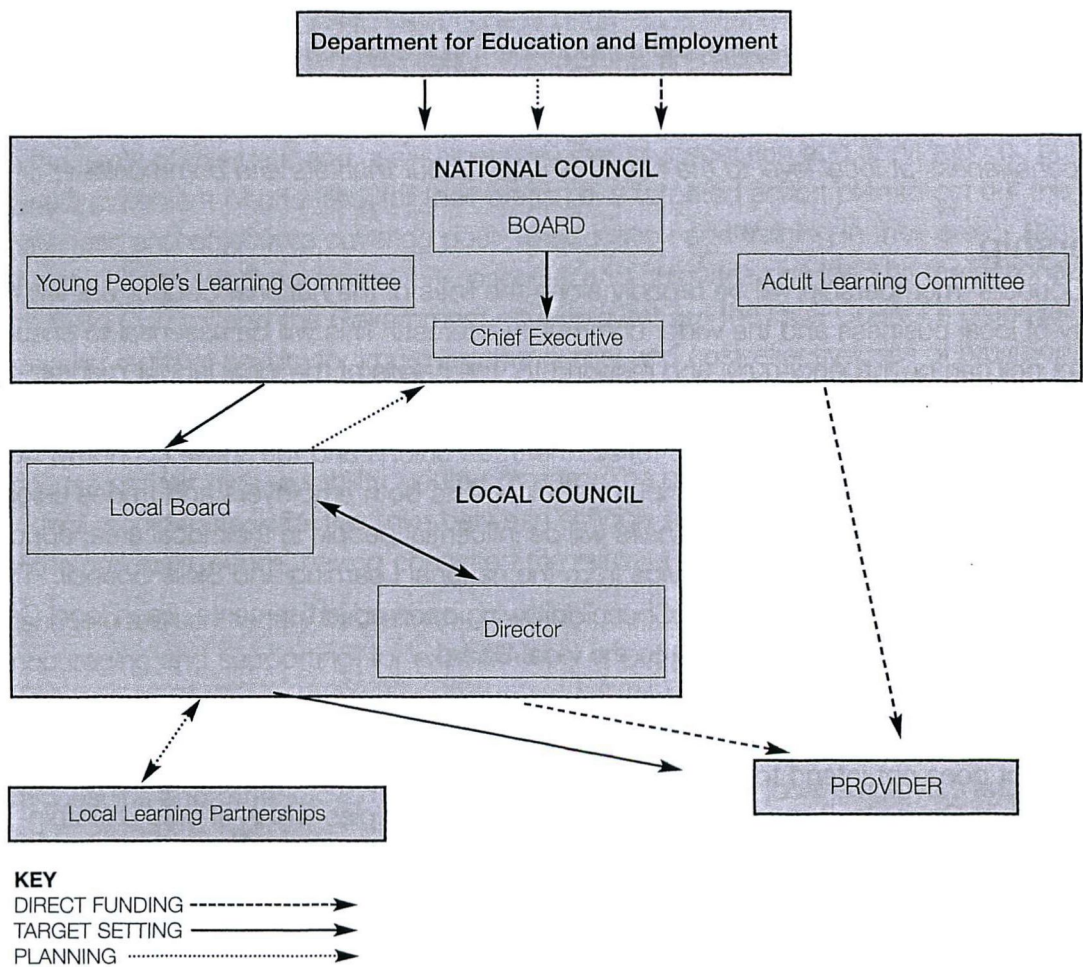 Department for Education and Employment
NATIONAL COUNCIL
BOARD
Young People's Learning Committee
Adult Learning Committee
Chief Executive
Local Board
LOCAL COUNCIL
Director
Local Learning Partnerships
PROVIDER
KEY
DIRECT FUNDING
TARGET SETTING
PLANNING